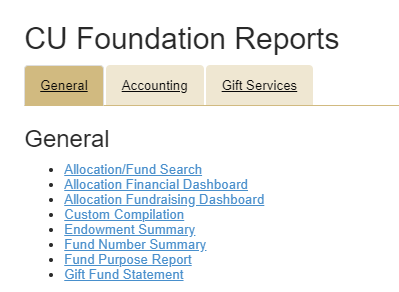 CU Foundation Reports
General Accounting Gift Services
General
Allocation/Fund Search
Allocation Financial Dashboard
Allocation Fundraising Dashboard
Custom Compilation
Endowment Summary
Fund Number Summary
Fund Purpose Report
Gift Fund Statement